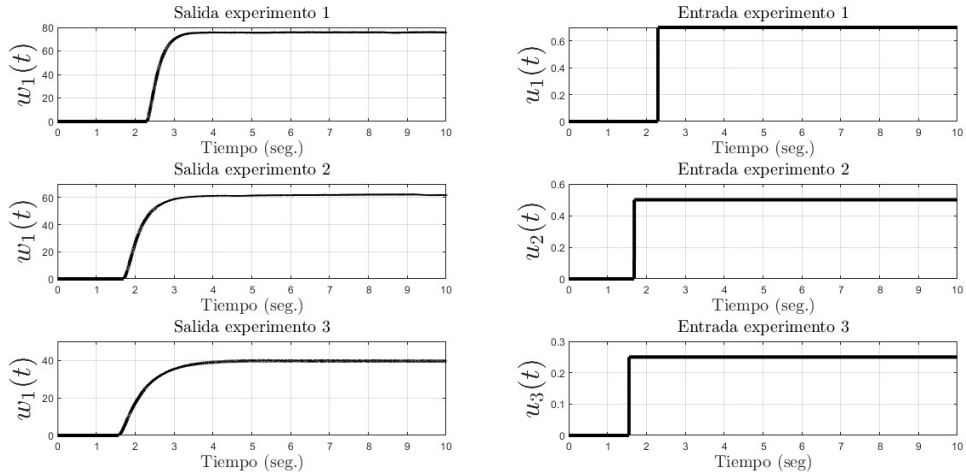 Salida experimento 1
w₁(t)
80
60
40
20
0
0 1 2 3 4 5 6 7 8 9 10
Tiempo (seg.)
Entrada experimento 1
u₁(t)
0.6
0.4
0.2
0
0 1 2 3 4 5 6 7 8 9 10
Tiempo (seg.)
Salida experimento 2
w₁(t)
60
40
20
0
0 1 2 3 4 5 6 7 8 9 10
Tiempo (seg.)
Entrada experimento 2
u₂(t)
0.6
0.4
0.2
0
0 1 2 3 4 5 6 7 8 9 10
Tiempo (seg.)
Salida experimento 3
w₁(t)
40
20
0
0 1 2 3 4 5 6 7 8 9 10
Tiempo (seg.)
Entrada experimento 3
u₃(t)
0.3
0.2
0.1
0
0 1 2 3 4 5 6 7 8 9 10
Tiempo (seg)